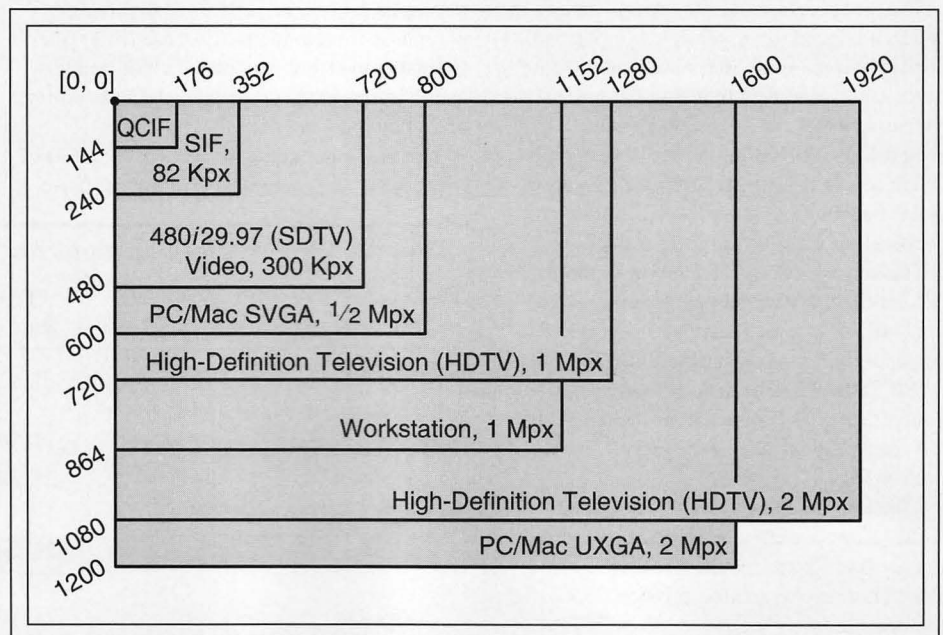 [0, 0] 176 352 720 800 1152 1280 1600 1920
QCIF
144
SIF,
82 Kpx
240
480i29.97 (SDTV)
Video, 300 Kpx
480
PC/Mac SVGA, 1/2 Mpx
600
High-Definition Television (HDTV), 1 Mpx
720
Workstation, 1 Mpx
864
High-Definition Television (HDTV), 2 Mpx
1080
PC/Mac UXGA, 2 Mpx
1200